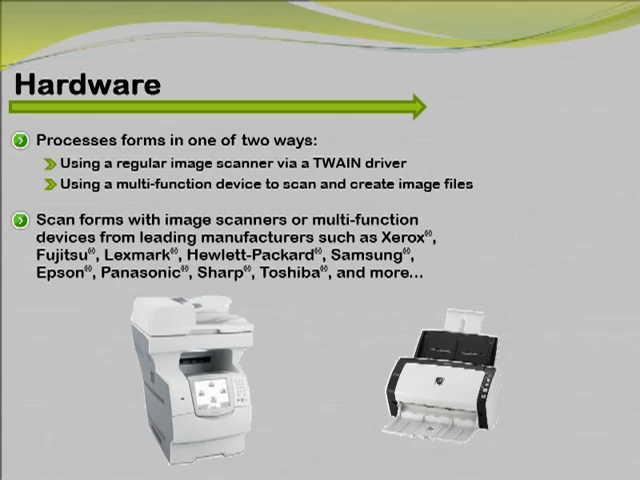 Hardware
Processes forms in one of two ways:
Using a regular image scanner via a TWAIN driver
Using a multi-function device to scan and create image files
Scan forms with image scanners or multi-function
devices from leading manufacturers such as Xerox®,
Fujitsu®, Lexmark®, Hewlett-Packard®, Samsung®,
Epson®, Panasonic®, Sharp®, Toshiba®, and more...